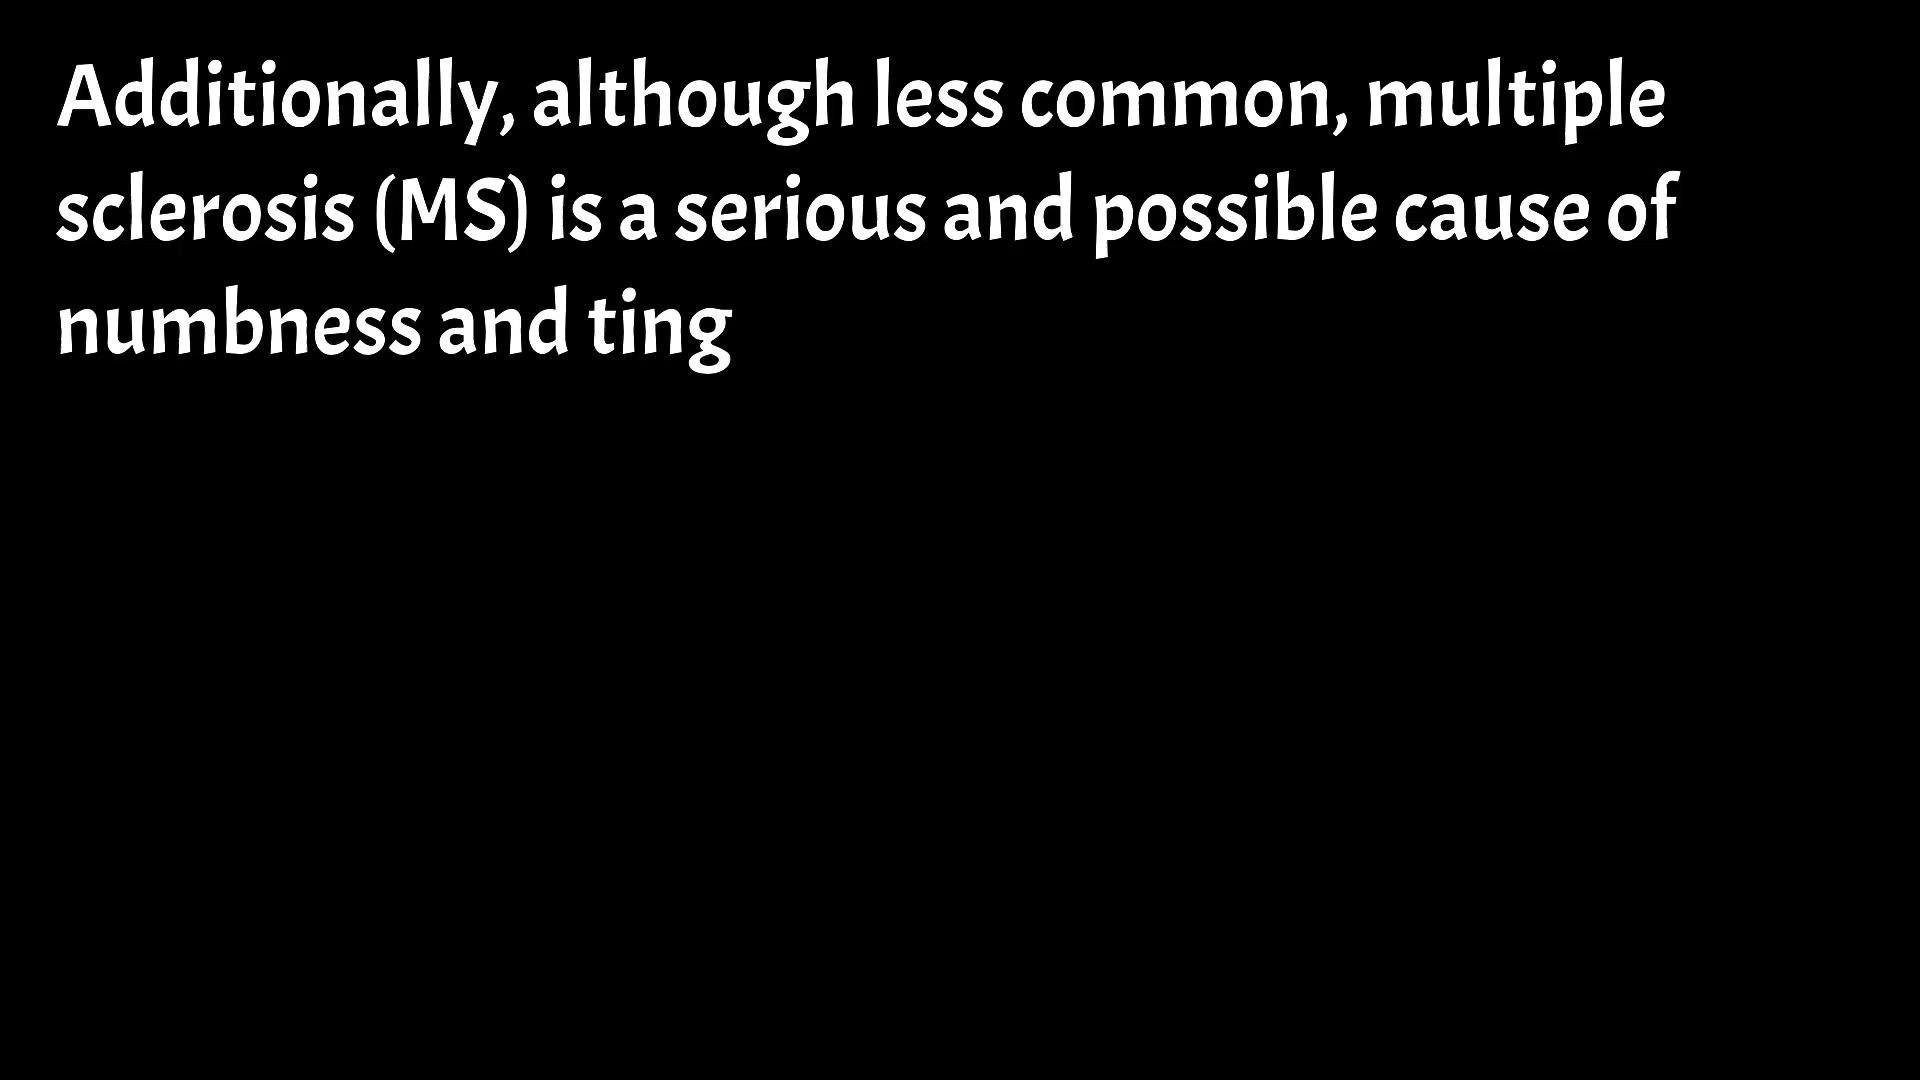 Additionally, although less common, multiple
sclerosis (MS) is a serious and possible cause of
numbness and ting